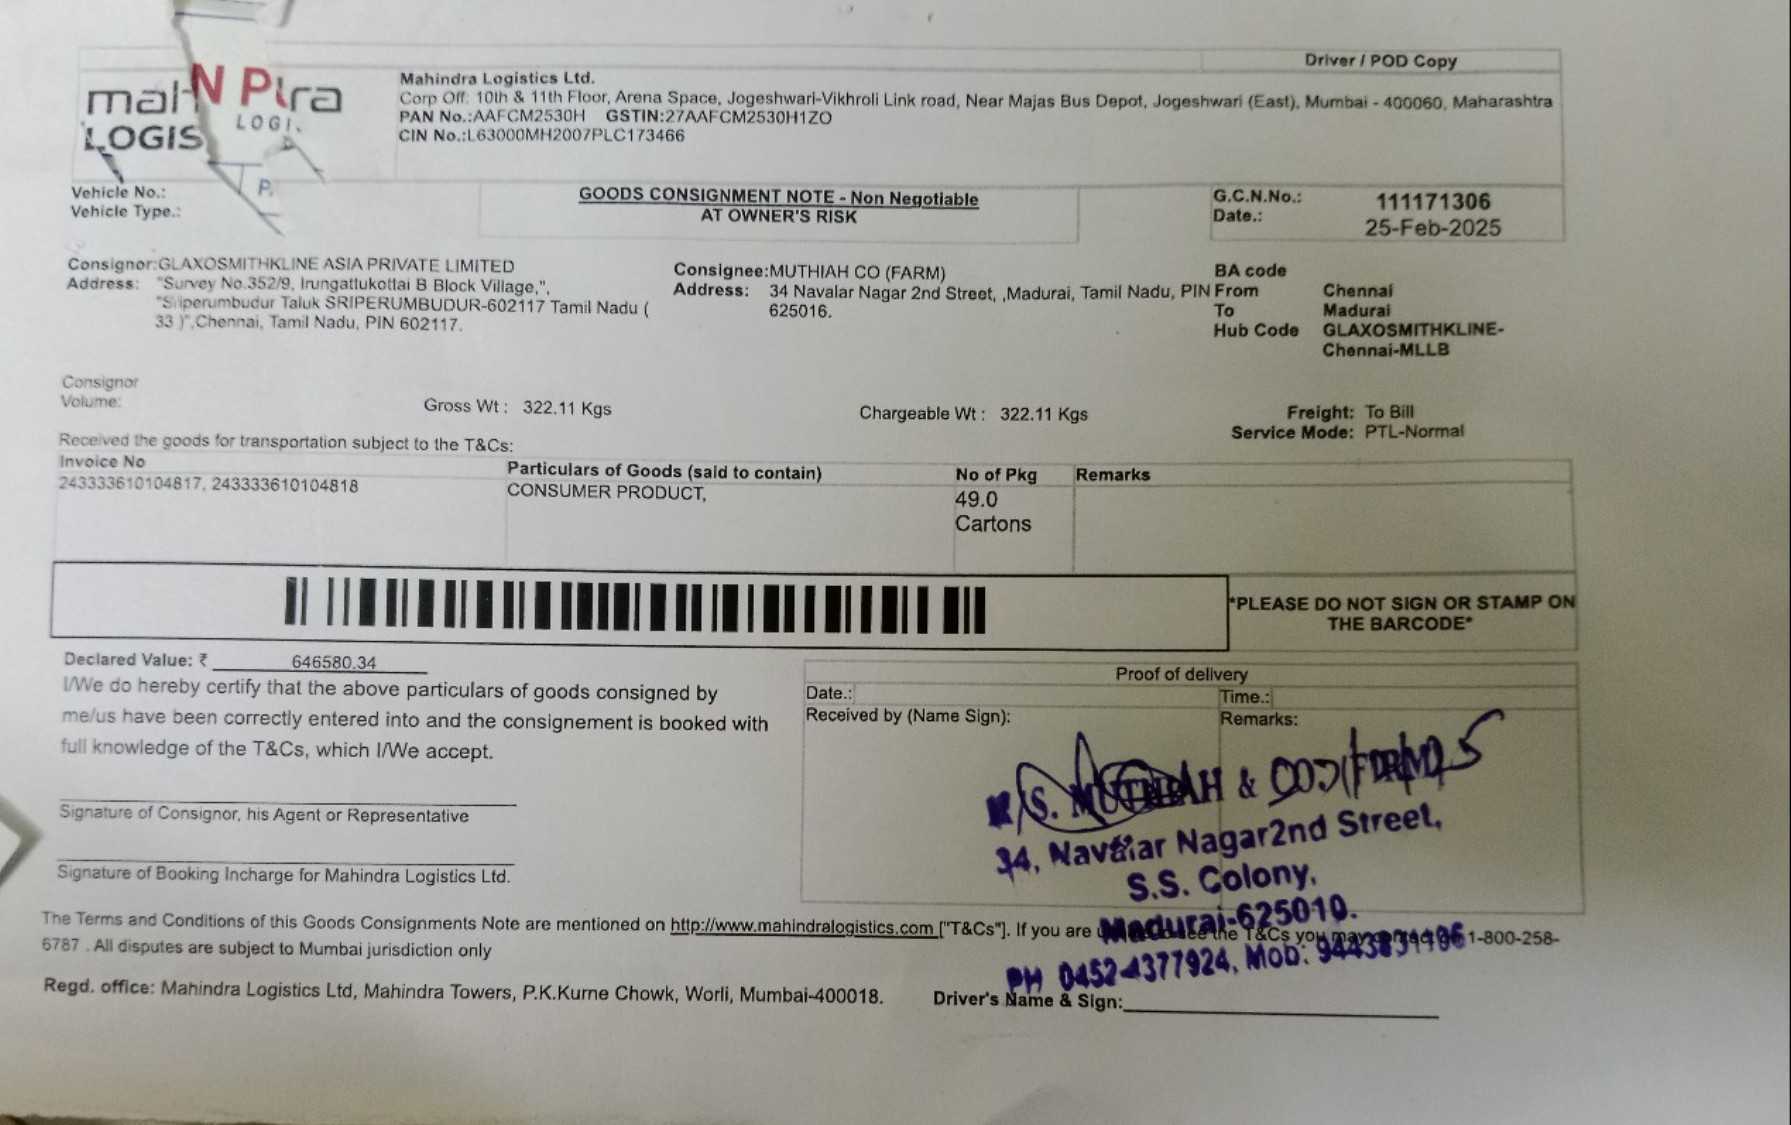 Driver / POD Copy
N P
LOGI
LOGIS
P.
Mahindra Logistics Ltd.
Corp Off: 10th & 11th Floor, Arena Space, Jogeshwari-Vikhroli Link road, Near Majas Bus Depot, Jogeshwari (East), Mumbai - 400060, Maharashtra
PAN No.:AAFCM2530H GSTIN:27AAFCM2530H1ZO
CIN No.:L63000MH2007PLC173466
Vehicle No.:
Vehicle Type.:
GOODS CONSIGNMENT NOTE - Non Negotiable
AT OWNER'S RISK
G.C.N.No.: 111171306
Date.: 25-Feb-2025
Consignor:GLAXOSMITHKLINE ASIA PRIVATE LIMITED
Address: "Survey No.352/9, Irungattukottai B Block Village,",
"Sriperumbudur Taluk SRIPERUMBUDUR-602117 Tamil Nadu (
33 )",Chennai, Tamil Nadu, PIN 602117.
Consignee:MUTHIAH CO (FARM)
Address: 34 Navalar Nagar 2nd Street, ,Madurai, Tamil Nadu, PIN
625016.
BA code
From Chennai
To Madurai
Hub Code GLAXOSMITHKLINE-
Chennai-MLLB
Consignor
Volume:
Gross Wt : 322.11 Kgs
Chargeable Wt : 322.11 Kgs
Freight: To Bill
Service Mode: PTL-Normal
Received the goods for transportation subject to the T&Cs:
Invoice No Particulars of Goods (said to contain) No of Pkg Remarks
243333610104817, 243333610104818 CONSUMER PRODUCT, 49.0
Cartons
*PLEASE DO NOT SIGN OR STAMP ON
THE BARCODE*
Declared Value: ₹ 646580.34
I/We do hereby certify that the above particulars of goods consigned by
me/us have been correctly entered into and the consignement is booked with
full knowledge of the T&Cs, which I/We accept.
Signature of Consignor, his Agent or Representative
Signature of Booking Incharge for Mahindra Logistics Ltd.
Proof of delivery
Date.: Time.:
Received by (Name Sign): Remarks:
M/S. MUTHIAH & CO.,(FARM)
34, Navalar Nagar2nd Street,
S.S. Colony,
Madurai-625010.
PH 0452-4377924, Mob:
The Terms and Conditions of this Goods Consignments Note are mentioned on http://www.mahindralogistics.com ["T&Cs"]. If you are the T&Cs you may 1-800-258-
6787 . All disputes are subject to Mumbai jurisdiction only
Regd. office: Mahindra Logistics Ltd, Mahindra Towers, P.K.Kurne Chowk, Worli, Mumbai-400018.
Driver's Name & Sign: